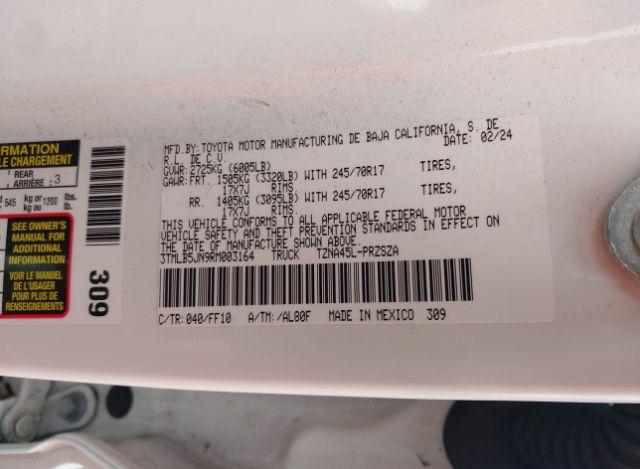 MFD.BY:TOYOTA MOTOR MANUFACTURING DE BAJA CALIFORNIA, S. DE
R.L. DE C.V. DATE: 02/24
GVWR: 2725KG (6005LB)
GAWR:FRT. 1505KG (3320LB) WITH 245/70R17 TIRES,
17X7J RIMS
RR. 1405KG (3095LB) WITH 245/70R17 TIRES,
17X7J RIMS
THIS VEHICLE CONFORMS TO ALL APPLICABLE FEDERAL MOTOR
VEHICLE SAFETY AND THEFT PREVENTION STANDARDS IN EFFECT ON
THE DATE OF MANUFACTURE SHOWN ABOVE.
3TMLB5JN9RM003164 TRUCK TZNA45L-PRZSZA
C/TR: 040/FF10 A/TM: /AL80F MADE IN MEXICO 309
REAR
ARRIÈRE : 3
545 kg or 1200 lbs.
kg ou lb.
SEE OWNER'S
MANUAL FOR
ADDITIONAL
INFORMATION
VOIR LE MANUEL
DE L'USAGER
POUR PLUS DE
RENSEIGNEMENTS
309